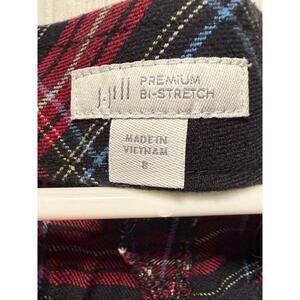 J.Jill PREMIUM
BI-STRETCH
MADE IN
VIETNAM
8